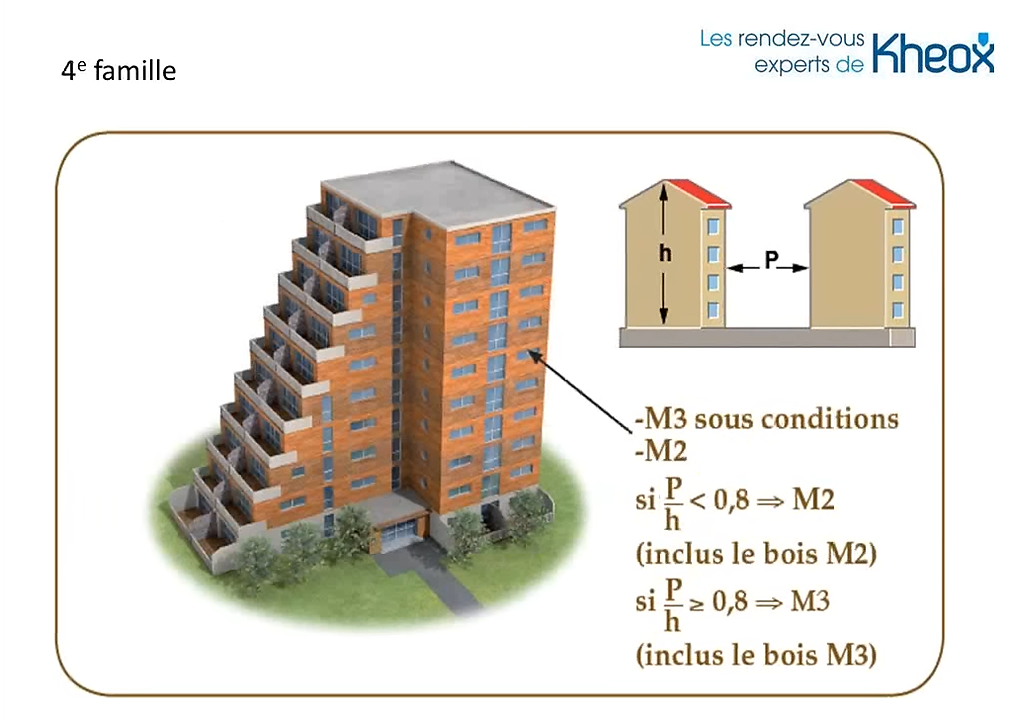 Les rendez-vous
experts de Kheox
4e famille
h
P
-M3 sous conditions
-M2
si P/h < 0,8 ⇒ M2
(inclus le bois M2)
si P/h ≥ 0,8 ⇒ M3
(inclus le bois M3)